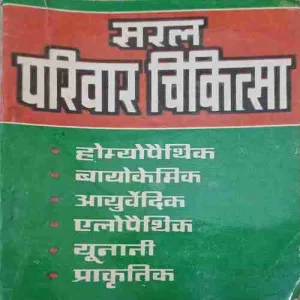 सरल
परिवार चिकित्सा
• होम्योपैथिक
• बायोकेमिक
• आयुर्वेदिक
• एलोपैथिक
• यूनानी
• प्राकृतिक